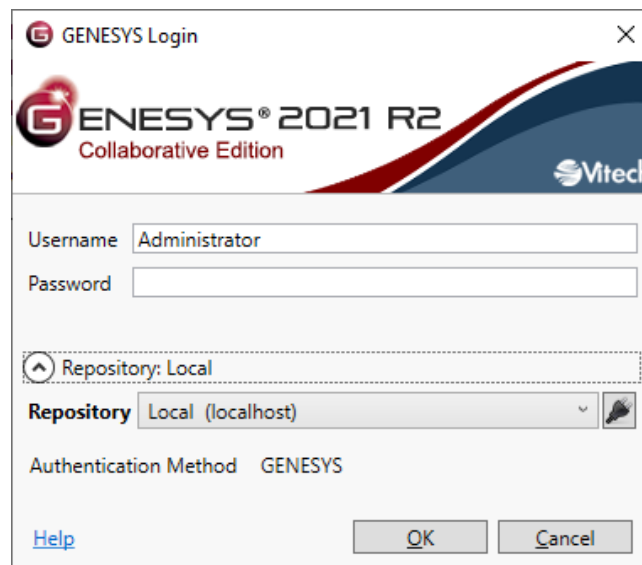 GENESYS Login
GENESYS® 2021 R2
Collaborative Edition
Vitech
Username Administrator
Password
Repository: Local
Repository Local (localhost)
Authentication Method GENESYS
Help OK Cancel